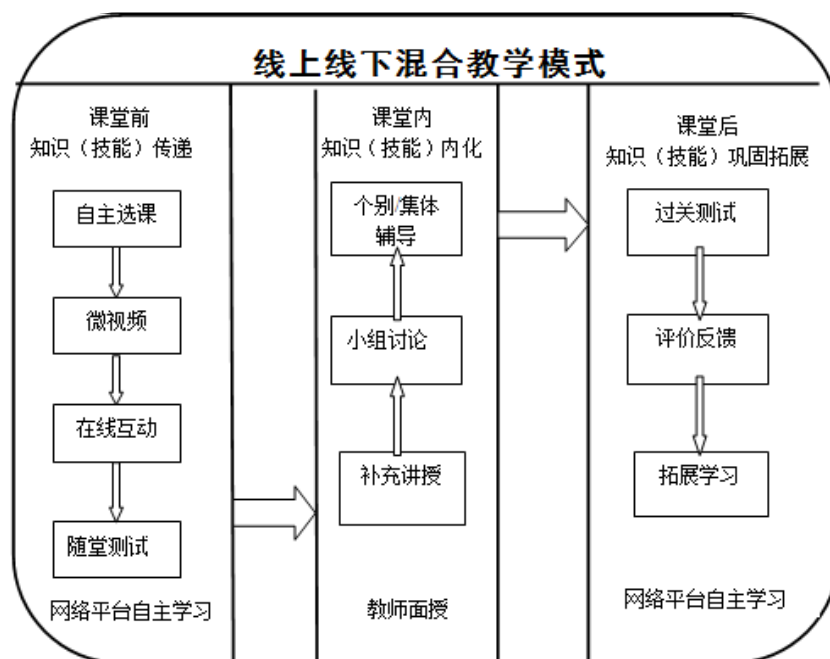 线上线下混合教学模式
课堂前
知识（技能）传递
自主选课
微视频
在线互动
随堂测试
网络平台自主学习
课堂内
知识（技能）内化
个别/集体
辅导
小组讨论
补充讲授
教师面授
课堂后
知识（技能）巩固拓展
过关测试
评价反馈
拓展学习
网络平台自主学习